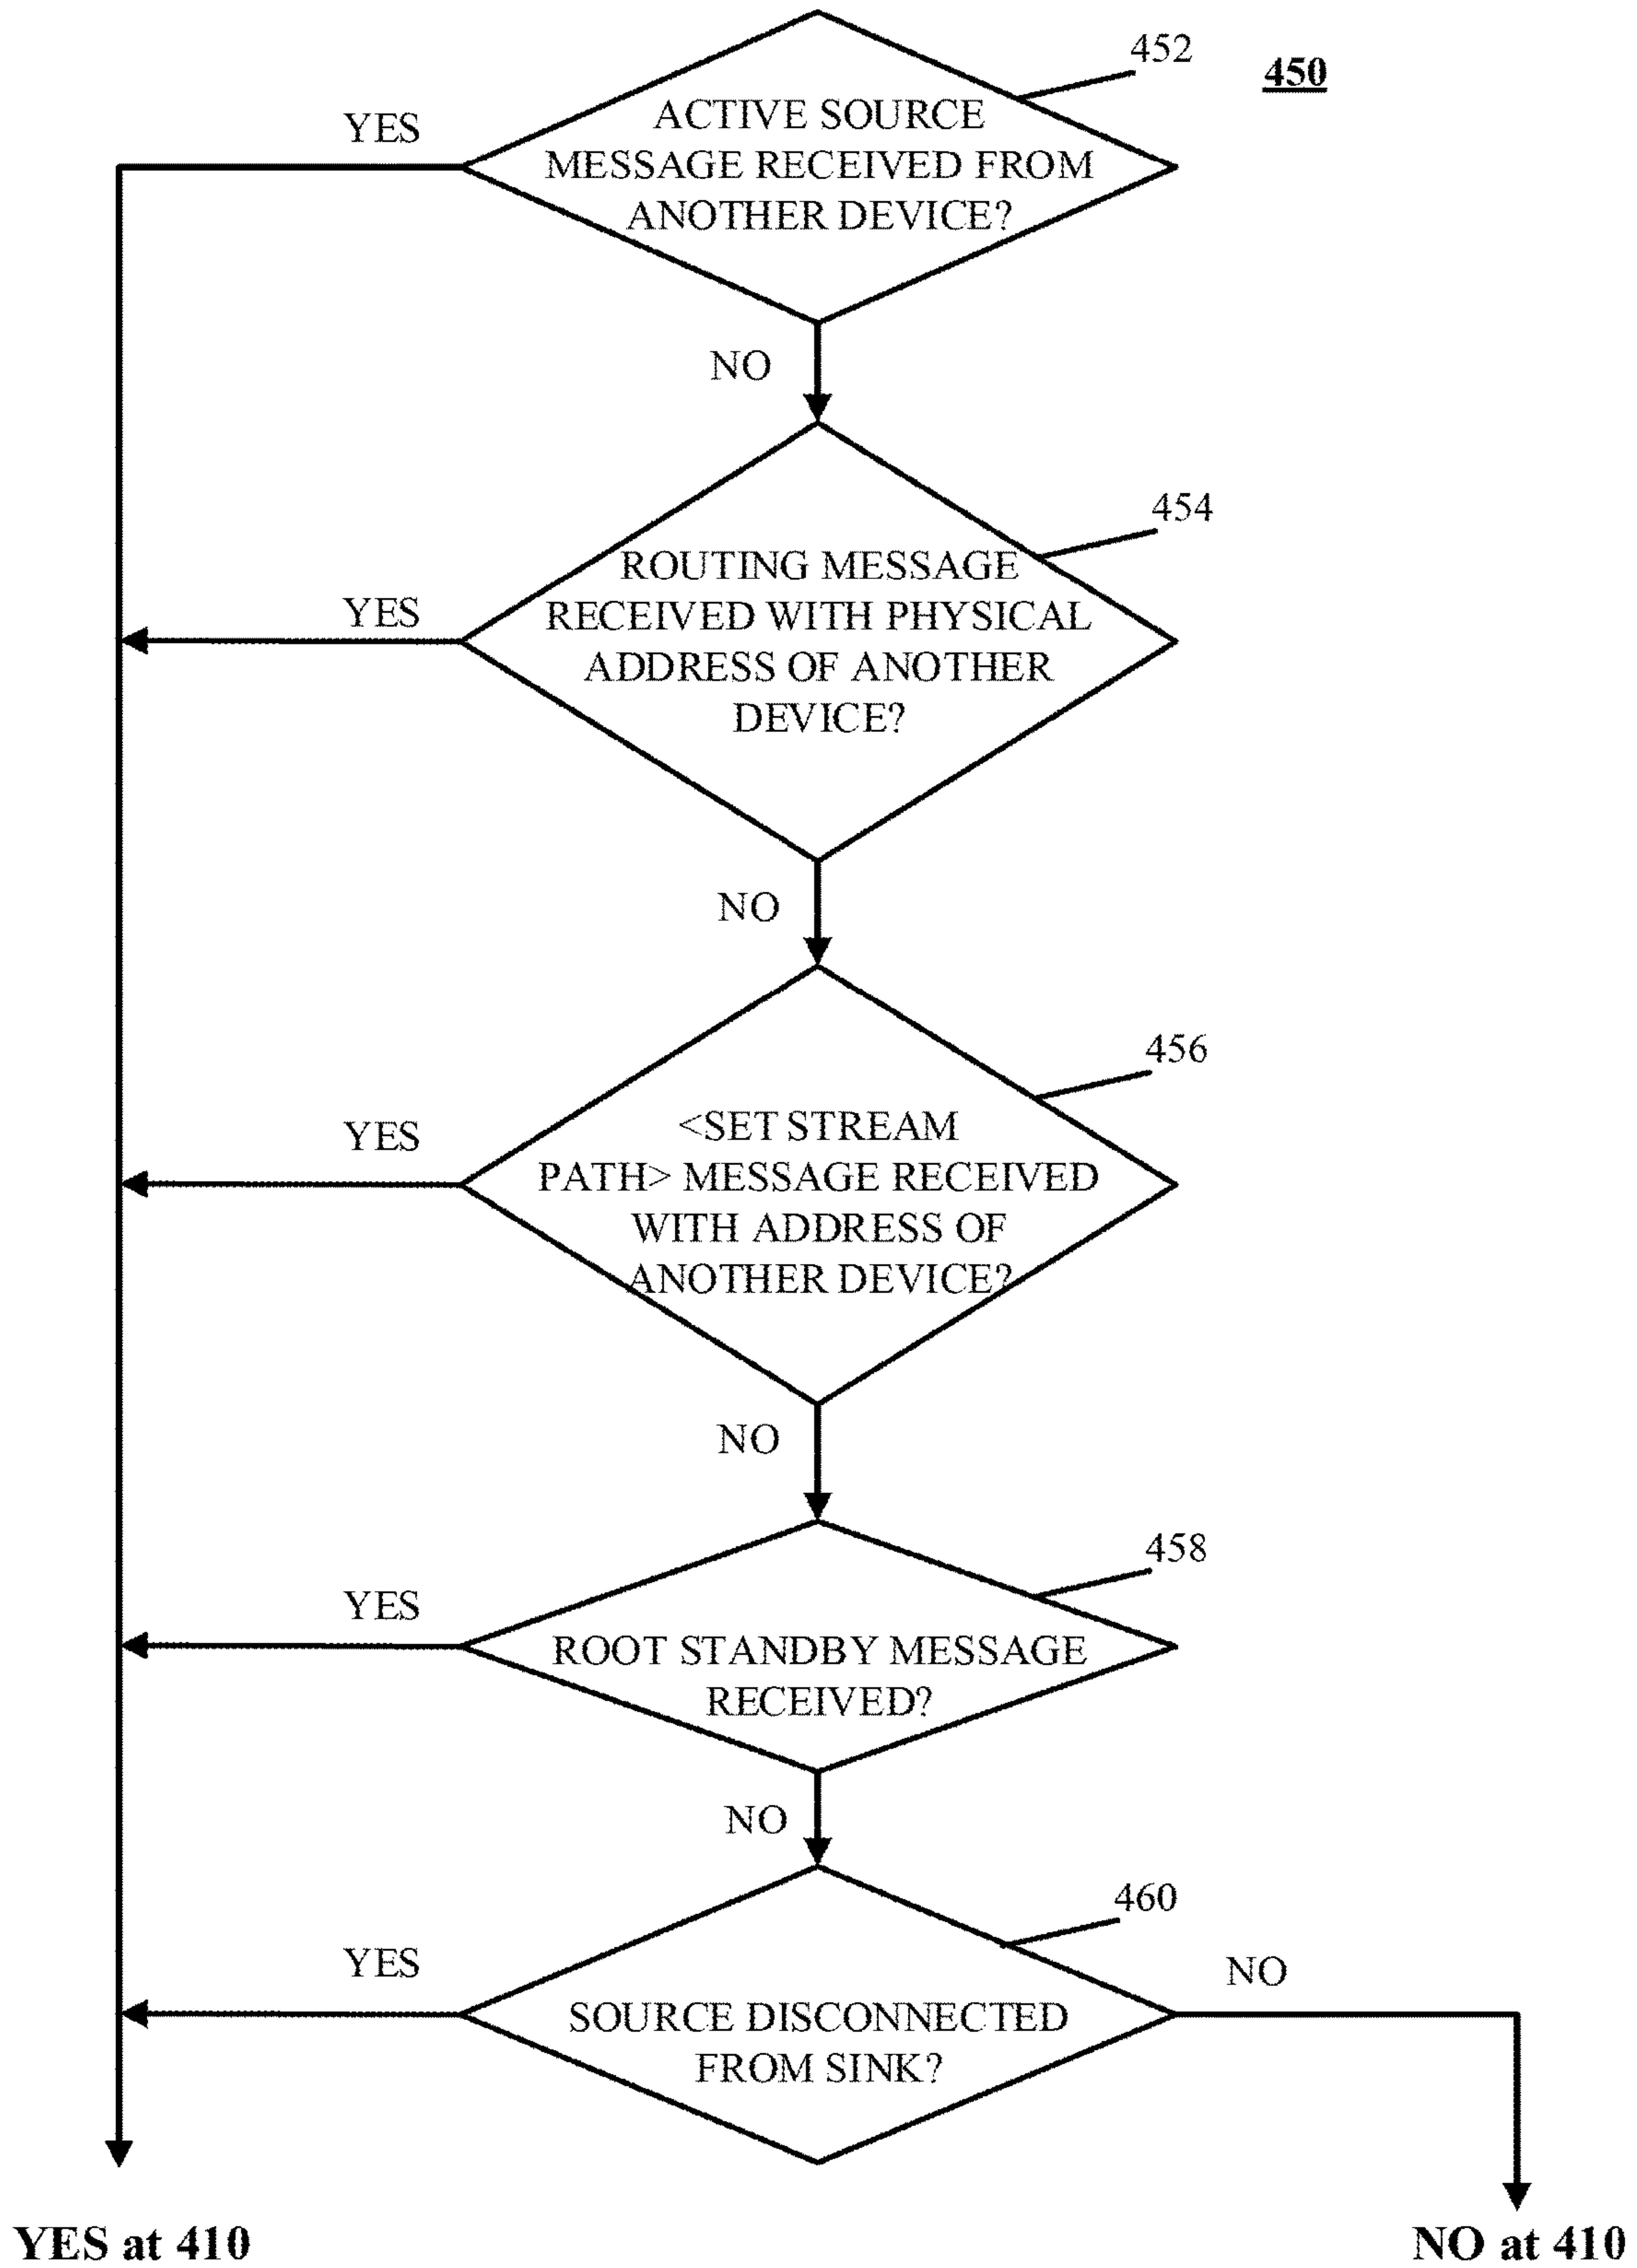 452
450
YES
ACTIVE SOURCE
MESSAGE RECEIVED FROM
ANOTHER DEVICE?
NO
454
ROUTING MESSAGE
YES
RECEIVED WITH PHYSICAL
ADDRESS OF ANOTHER
DEVICE?
NO
456
<SET STREAM
YES
PATH> MESSAGE RECEIVED
WITH ADDRESS OF
ANOTHER DEVICE?
NO
458
YES
ROOT STANDBY MESSAGE
RECEIVED?
NO
460
YES
NO
SOURCE DISCONNECTED
FROM SINK?
YES at 410
NO at 410